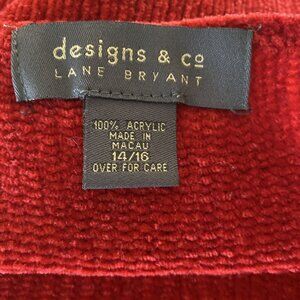 designs & co
LANE BRYANT
100% ACRYLIC
MADE IN
MACAU
14/16
OVER FOR CARE